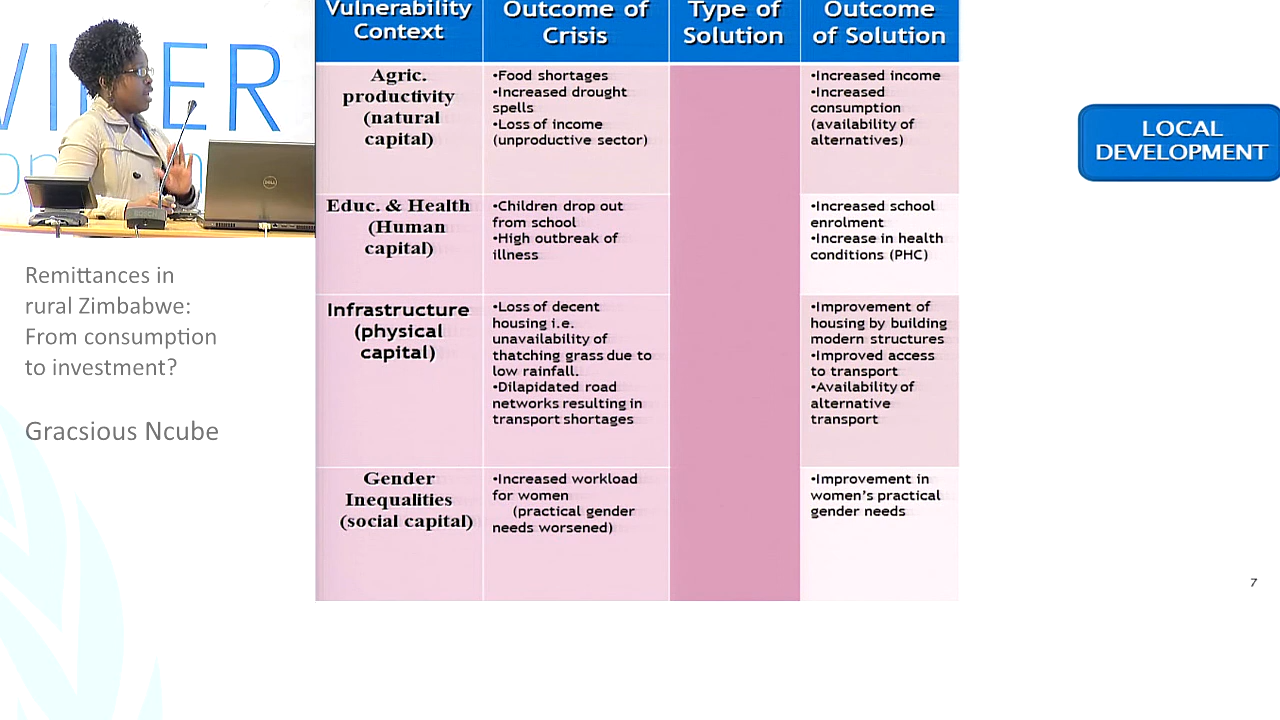 Vulnerability
Context
Outcome of
Crisis
Type of
Solution
Outcome
of Solution
Agric.
productivity
(natural
capital)
•Food shortages
•Increased drought
spells
•Loss of income
(unproductive sector)
•Increased income
•Increased
consumption
(availability of
alternatives)
Educ. & Health
(Human
capital)
•Children drop out
from school
•High outbreak of
illness
•Increased school
enrolment
•Increase in health
conditions (PHC)
Infrastructure
(physical
capital)
•Loss of decent
housing i.e.
unavailability of
thatching grass due to
low rainfall.
•Dilapidated road
networks resulting in
transport shortages
•Improvement of
housing by building
modern structures
•Improved access
to transport
•Availability of
alternative
transport
Gender
Inequalities
(social capital)
•Increased workload
for women
(practical gender
needs worsened)
•Improvement in
women's practical
gender needs
LOCAL
DEVELOPMENT
7
Remittances in
rural Zimbabwe:
From consumption
to investment?
Gracsious Ncube
DELL